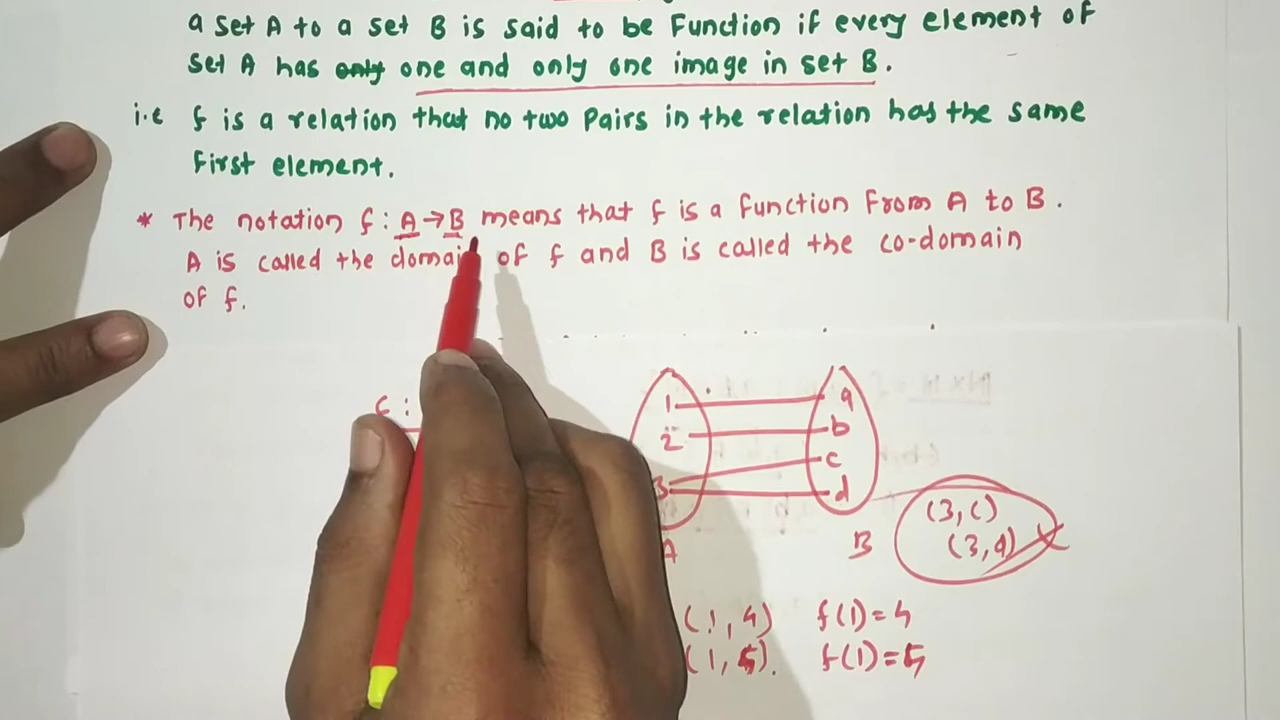 a set A to a set B is said to be Function if every element of
set A has only one and only one image in set B.
i.e f is a relation that no two Pairs in the relation has the same
First element.
* The notation f : A → B means that f is a Function From A to B.
A is called the domain of f and B is called the co-domain
of f.
f :
1 a
2 b
3 c
d
A B
(3,c)
(3,d)
(1,4) f(1)=4
(1,5). f(1)=5